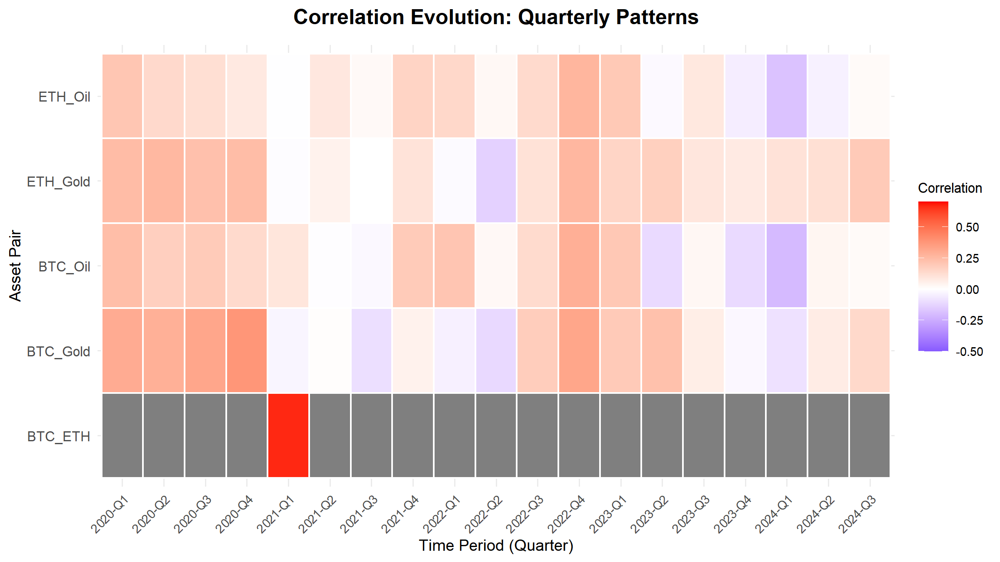 Correlation Evolution: Quarterly Patterns
Asset Pair
ETH_Oil
ETH_Gold
BTC_Oil
BTC_Gold
BTC_ETH
2020-Q1
2020-Q2
2020-Q3
2020-Q4
2021-Q1
2021-Q2
2021-Q3
2021-Q4
2022-Q1
2022-Q2
2022-Q3
2022-Q4
2023-Q1
2023-Q2
2023-Q3
2023-Q4
2024-Q1
2024-Q2
2024-Q3
Time Period (Quarter)
Correlation
0.50
0.25
0.00
-0.25
-0.50